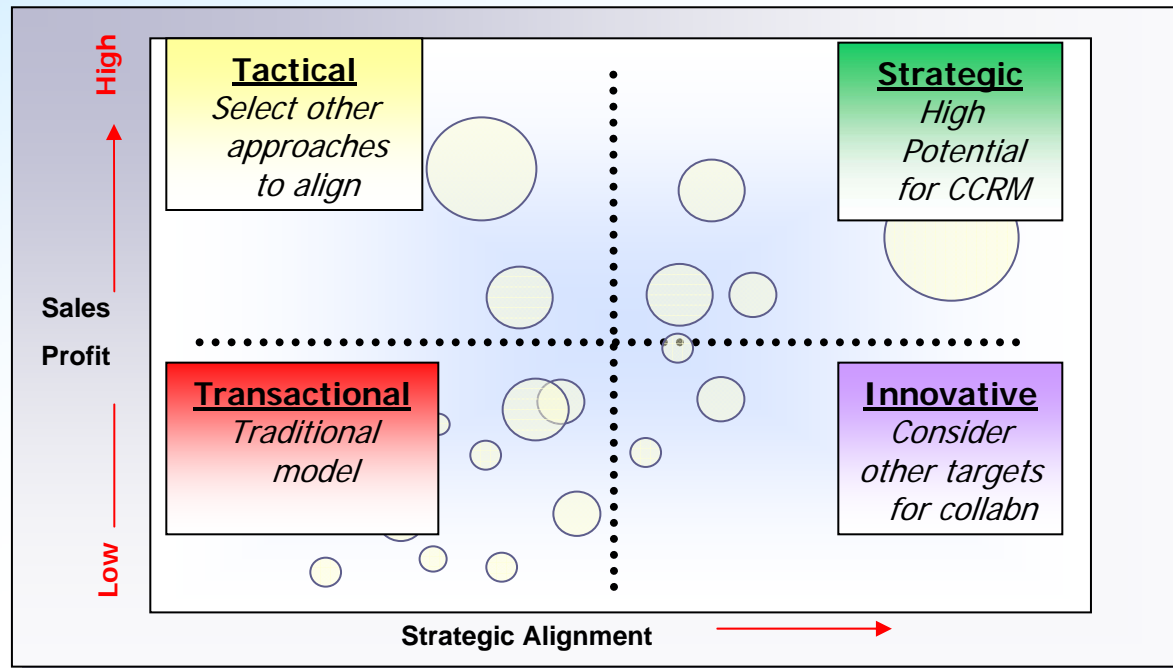 High
Tactical
Select other
approaches
to align
Strategic
High
Potential
for CCRM
Sales
Profit
Transactional
Traditional
model
Innovative
Consider
other targets
for collabn
Low
Strategic Alignment